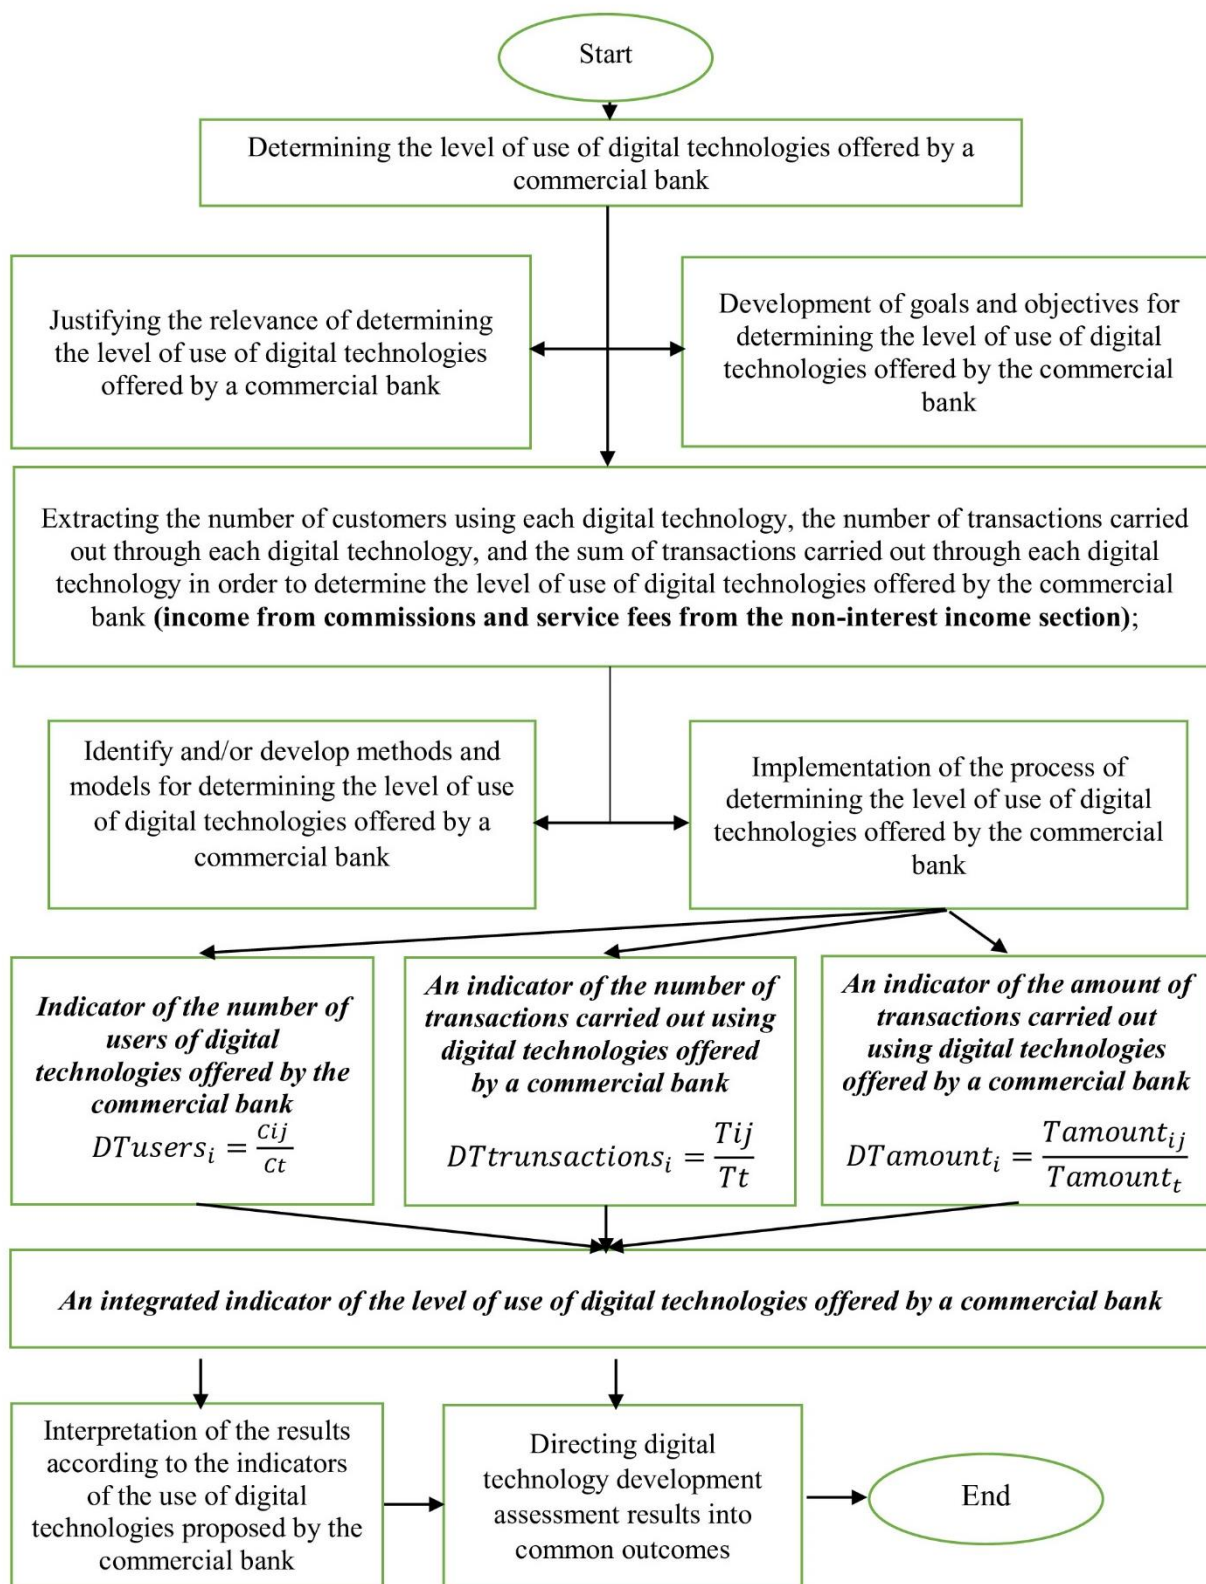 Start
Determining the level of use of digital technologies offered by a
commercial bank
Justifying the relevance of determining
the level of use of digital technologies
offered by a commercial bank
Development of goals and objectives for
determining the level of use of digital
technologies offered by the commercial
bank
Extracting the number of customers using each digital technology, the number of transactions carried
out through each digital technology, and the sum of transactions carried out through each digital
technology in order to determine the level of use of digital technologies offered by the commercial
bank (income from commissions and service fees from the non-interest income section);
Identify and/or develop methods and
models for determining the level of use
of digital technologies offered by a
commercial bank
Implementation of the process of
determining the level of use of digital
technologies offered by the commercial
bank
Indicator of the number of
users of digital
technologies offered by the
commercial bank
DTusers_i = Cij/Ct
An indicator of the number of
transactions carried out using
digital technologies offered
by a commercial bank
DTtrunsactions_i = Tij/Tt
An indicator of the amount of
transactions carried out
using digital technologies
offered by a commercial bank
DTamount_i = Tamount_ij/Tamount_t
An integrated indicator of the level of use of digital technologies offered by a commercial bank
Interpretation of the results
according to the indicators
of the use of digital
technologies proposed by the
commercial bank
Directing digital
technology development
assessment results into
common outcomes
End